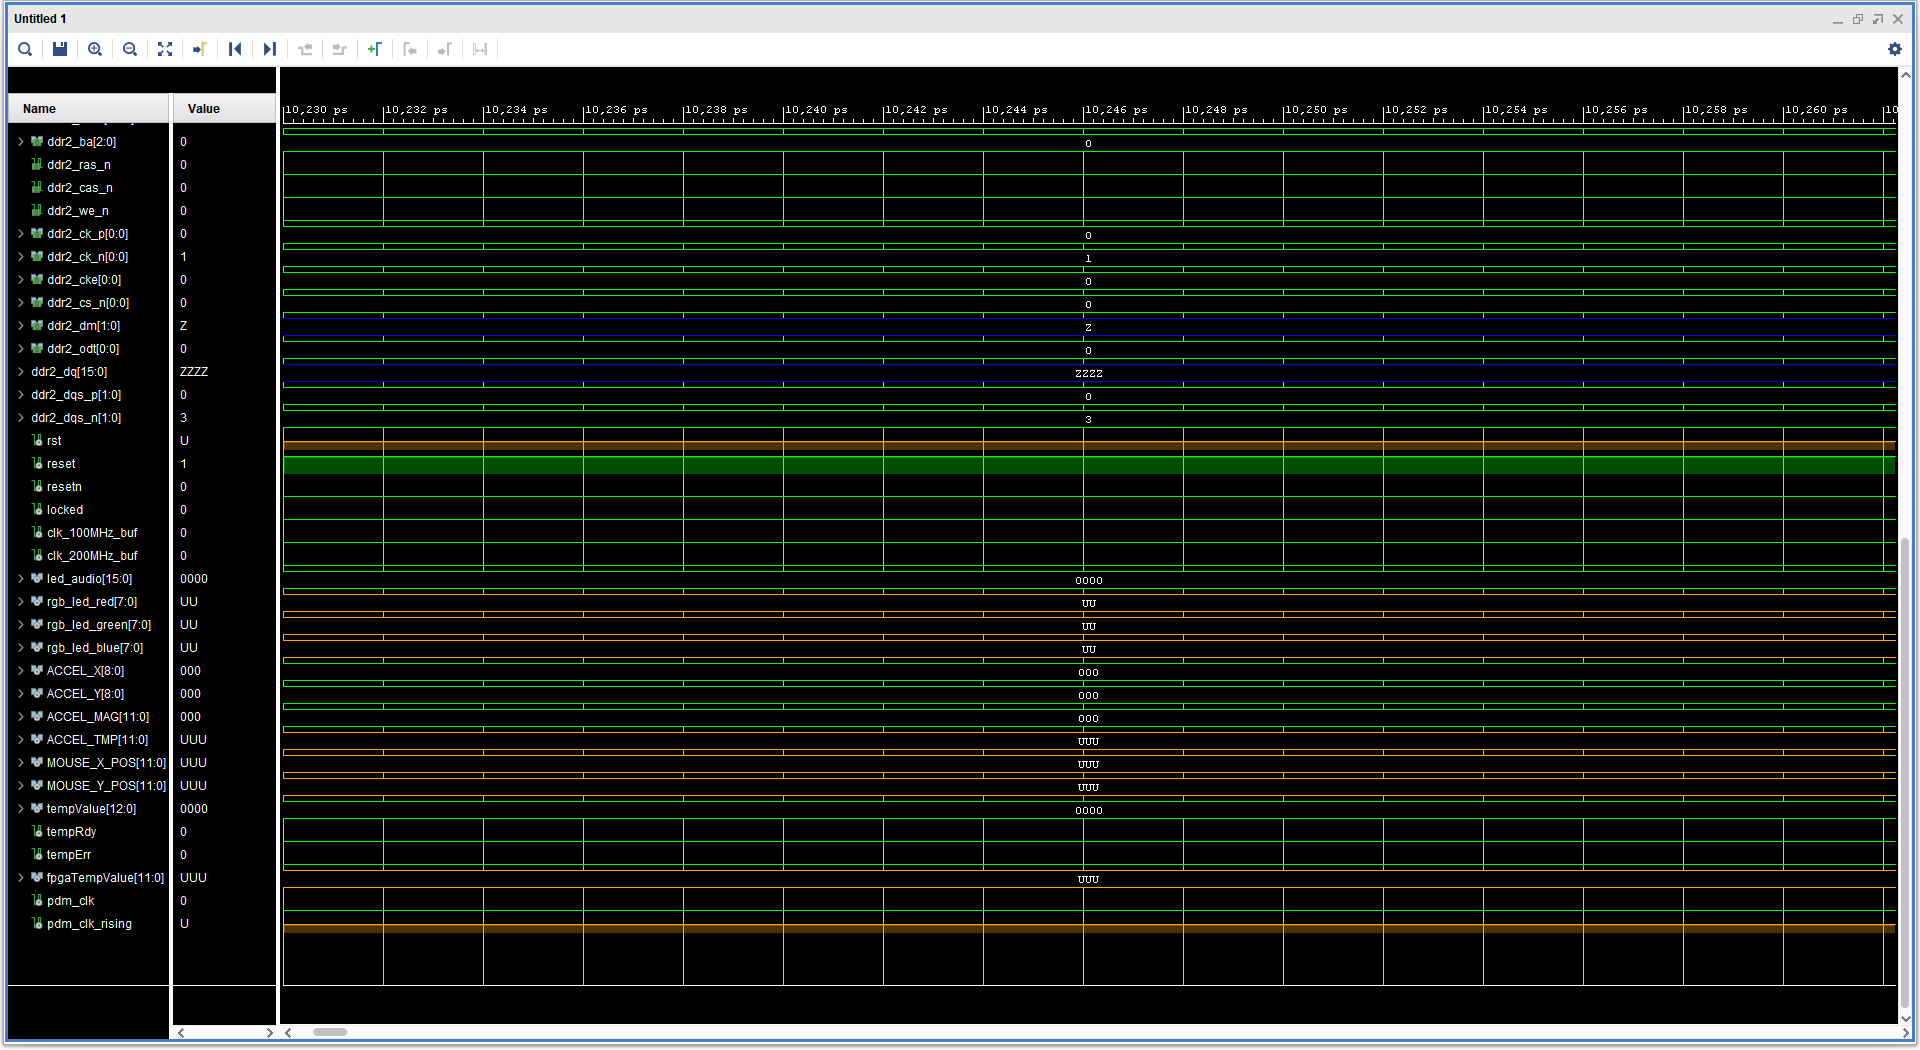 Untitled 1
Name Value
10,230 ps 10,232 ps 10,234 ps 10,236 ps 10,238 ps 10,240 ps 10,242 ps 10,244 ps 10,246 ps 10,248 ps 10,250 ps 10,252 ps 10,254 ps 10,256 ps 10,258 ps 10,260 ps 10
ddr2_ba[2:0] 0 0
ddr2_ras_n 0
ddr2_cas_n 0
ddr2_we_n 0
ddr2_ck_p[0:0] 0 0
ddr2_ck_n[0:0] 1 1
ddr2_cke[0:0] 0 0
ddr2_cs_n[0:0] 0 0
ddr2_dm[1:0] Z Z
ddr2_odt[0:0] 0 0
ddr2_dq[15:0] ZZZZ ZZZZ
ddr2_dqs_p[1:0] 0 0
ddr2_dqs_n[1:0] 3 3
rst U
reset 1
resetn 0
locked 0
clk_100MHz_buf 0
clk_200MHz_buf 0
led_audio[15:0] 0000 0000
rgb_led_red[7:0] UU UU
rgb_led_green[7:0] UU UU
rgb_led_blue[7:0] UU UU
ACCEL_X[8:0] 000 000
ACCEL_Y[8:0] 000 000
ACCEL_MAG[11:0] 000 000
ACCEL_TMP[11:0] UUU UUU
MOUSE_X_POS[11:0] UUU UUU
MOUSE_Y_POS[11:0] UUU UUU
tempValue[12:0] 0000 0000
tempRdy 0
tempErr 0
fpgaTempValue[11:0] UUU UUU
pdm_clk 0
pdm_clk_rising U